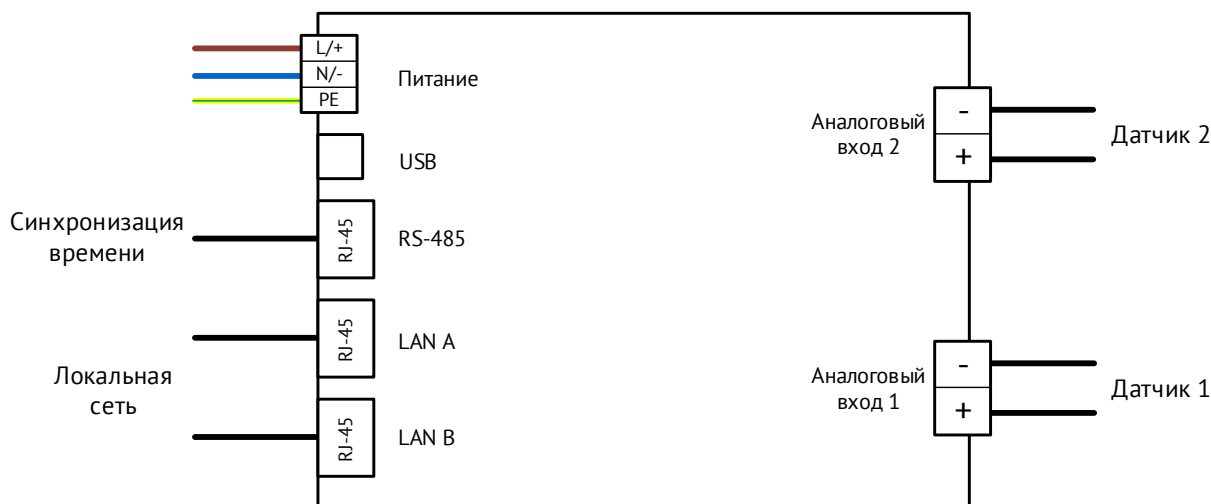 L/+
N/-
PE
Питание
USB
Синхронизация
времени
RJ-45
RS-485
RJ-45
LAN A
Локальная
сеть
RJ-45
LAN B
Аналоговый
вход 2
-
+
Датчик 2
Аналоговый
вход 1
-
+
Датчик 1